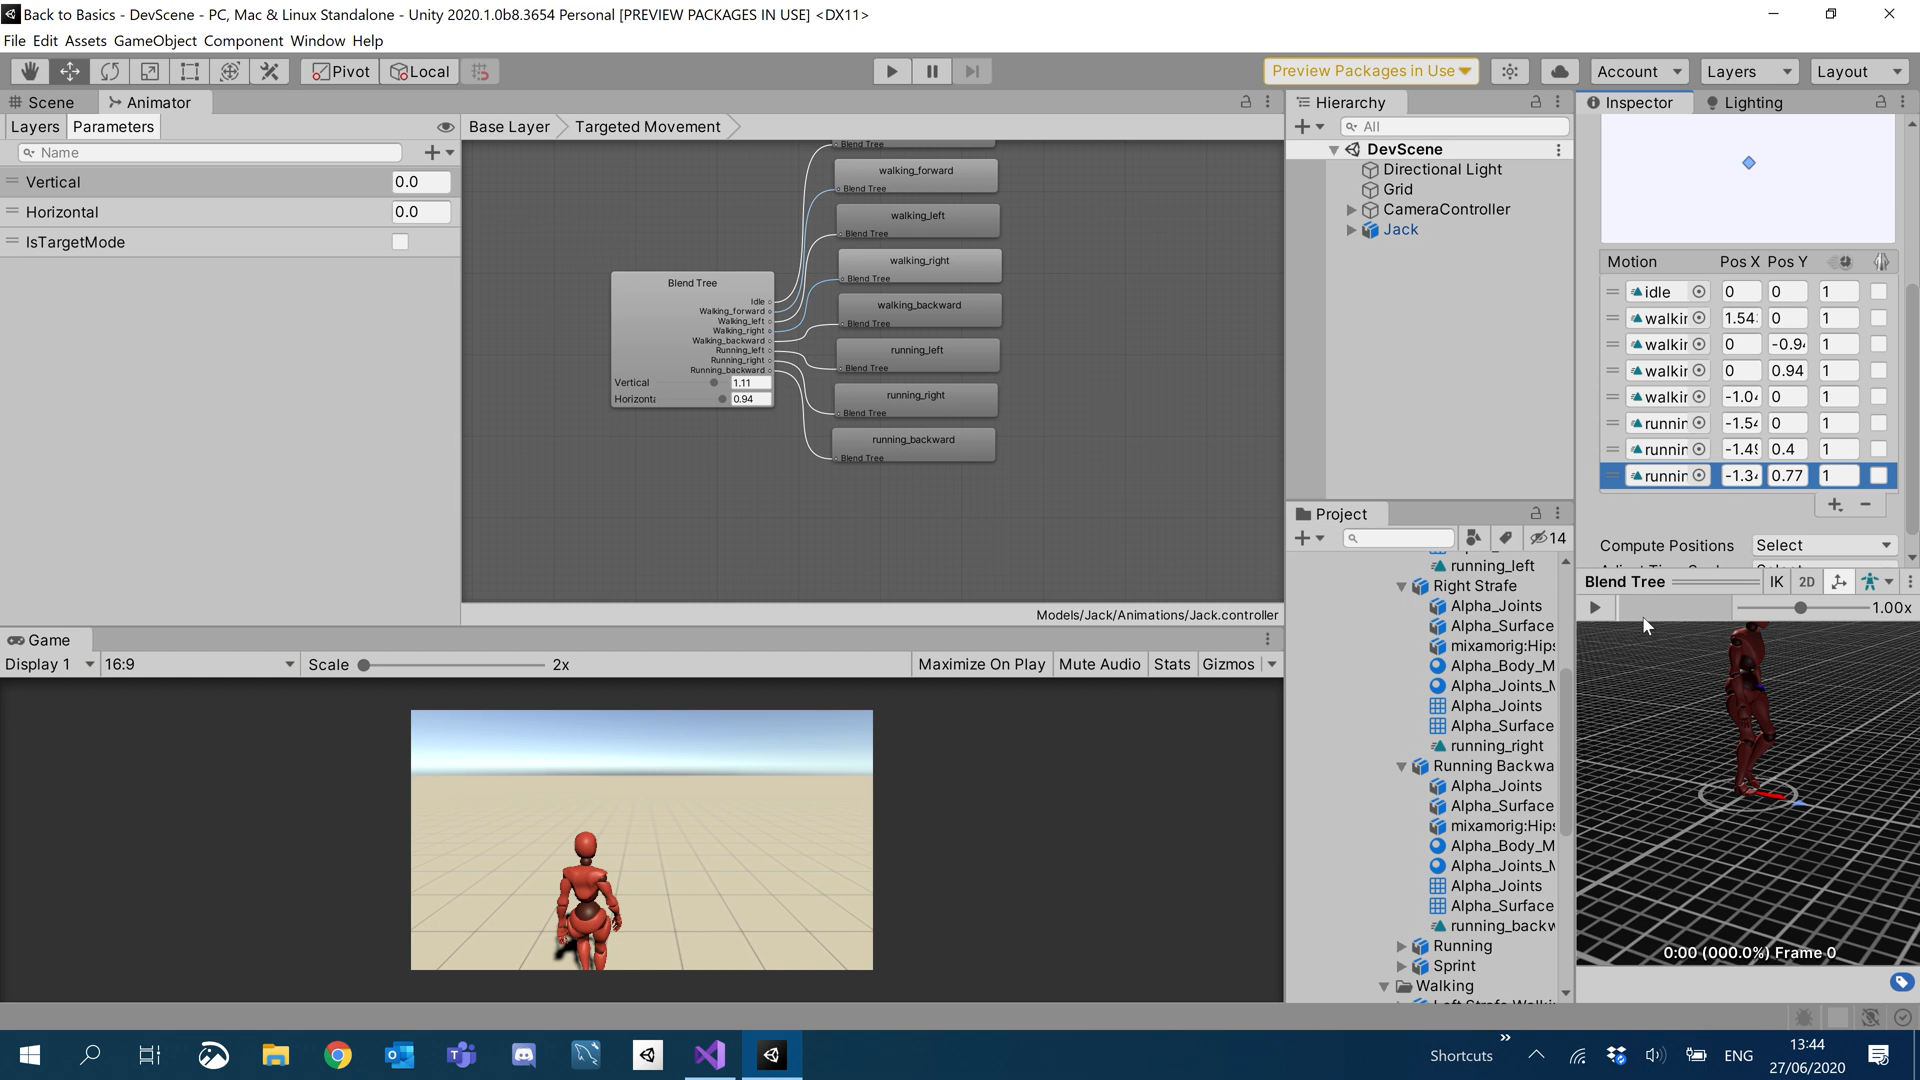 Back to Basics - DevScene - PC, Mac & Linux Standalone - Unity 2020.1.0b8.3654 Personal [PREVIEW PACKAGES IN USE] <DX11>
File Edit Assets GameObject Component Window Help
Pivot Local Preview Packages in Use Account Layers Layout
Scene Animator
Layers Parameters
Name
Vertical 0.0
Horizontal 0.0
IsTargetMode
Base Layer Targeted Movement
Blend Tree
walking_forward
Blend Tree
walking_left
Blend Tree
walking_right
Blend Tree
walking_backward
Blend Tree
running_left
Blend Tree
running_right
Blend Tree
running_backward
Blend Tree
Blend Tree
Idle
Walking_forward
Walking_left
Walking_right
Walking_backward
Running_left
Running_right
Running_backward
Vertical 1.11
Horizonta 0.94
Models/Jack/Animations/Jack.controller
Game
Display 1 16:9 Scale 2x Maximize On Play Mute Audio Stats Gizmos
Hierarchy
All
DevScene
Directional Light
Grid
CameraController
Jack
Project
14
running_left
Right Strafe
Alpha_Joints
Alpha_Surface
mixamorig:Hips
Alpha_Body_M
Alpha_Joints_M
Alpha_Joints
Alpha_Surface
running_right
Running Backwa
Alpha_Joints
Alpha_Surface
mixamorig:Hips
Alpha_Body_M
Alpha_Joints_M
Alpha_Joints
Alpha_Surface
running_backw
Running
Sprint
Walking
Inspector Lighting
Motion Pos X Pos Y
idle 0 0 1
walkin 1.54 0 1
walkin 0 -0.94 1
walkin 0 0.94 1
walkin -1.04 0 1
runnin -1.54 0 1
runnin -1.49 0.4 1
runnin -1.34 0.77 1
Compute Positions Select
Blend Tree IK 2D
1.00x
0:00 (000.0%) Frame 0
Shortcuts ENG 13:44
27/06/2020